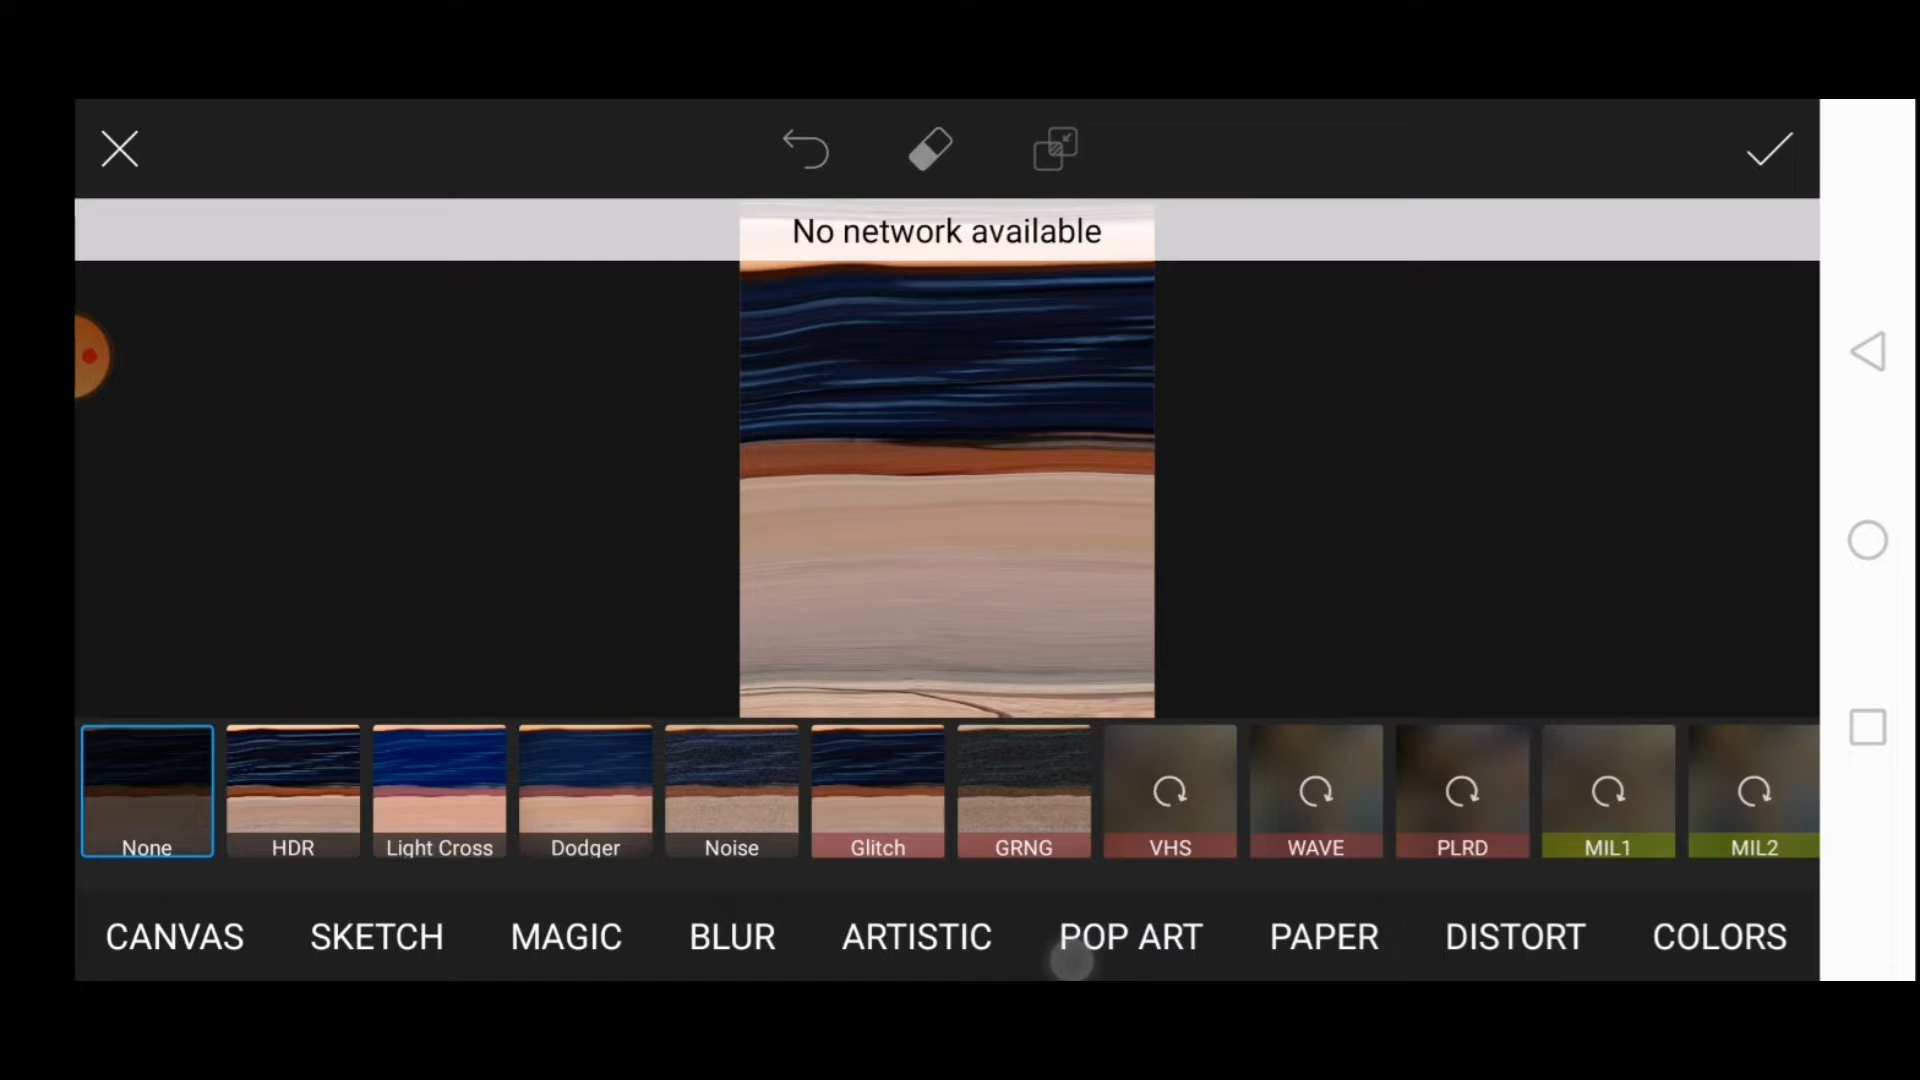 No network available
None
HDR
Light Cross
Dodger
Noise
Glitch
GRNG
VHS
WAVE
PLRD
MIL1
MIL2
CANVAS SKETCH MAGIC BLUR ARTISTIC POP ART PAPER DISTORT COLORS